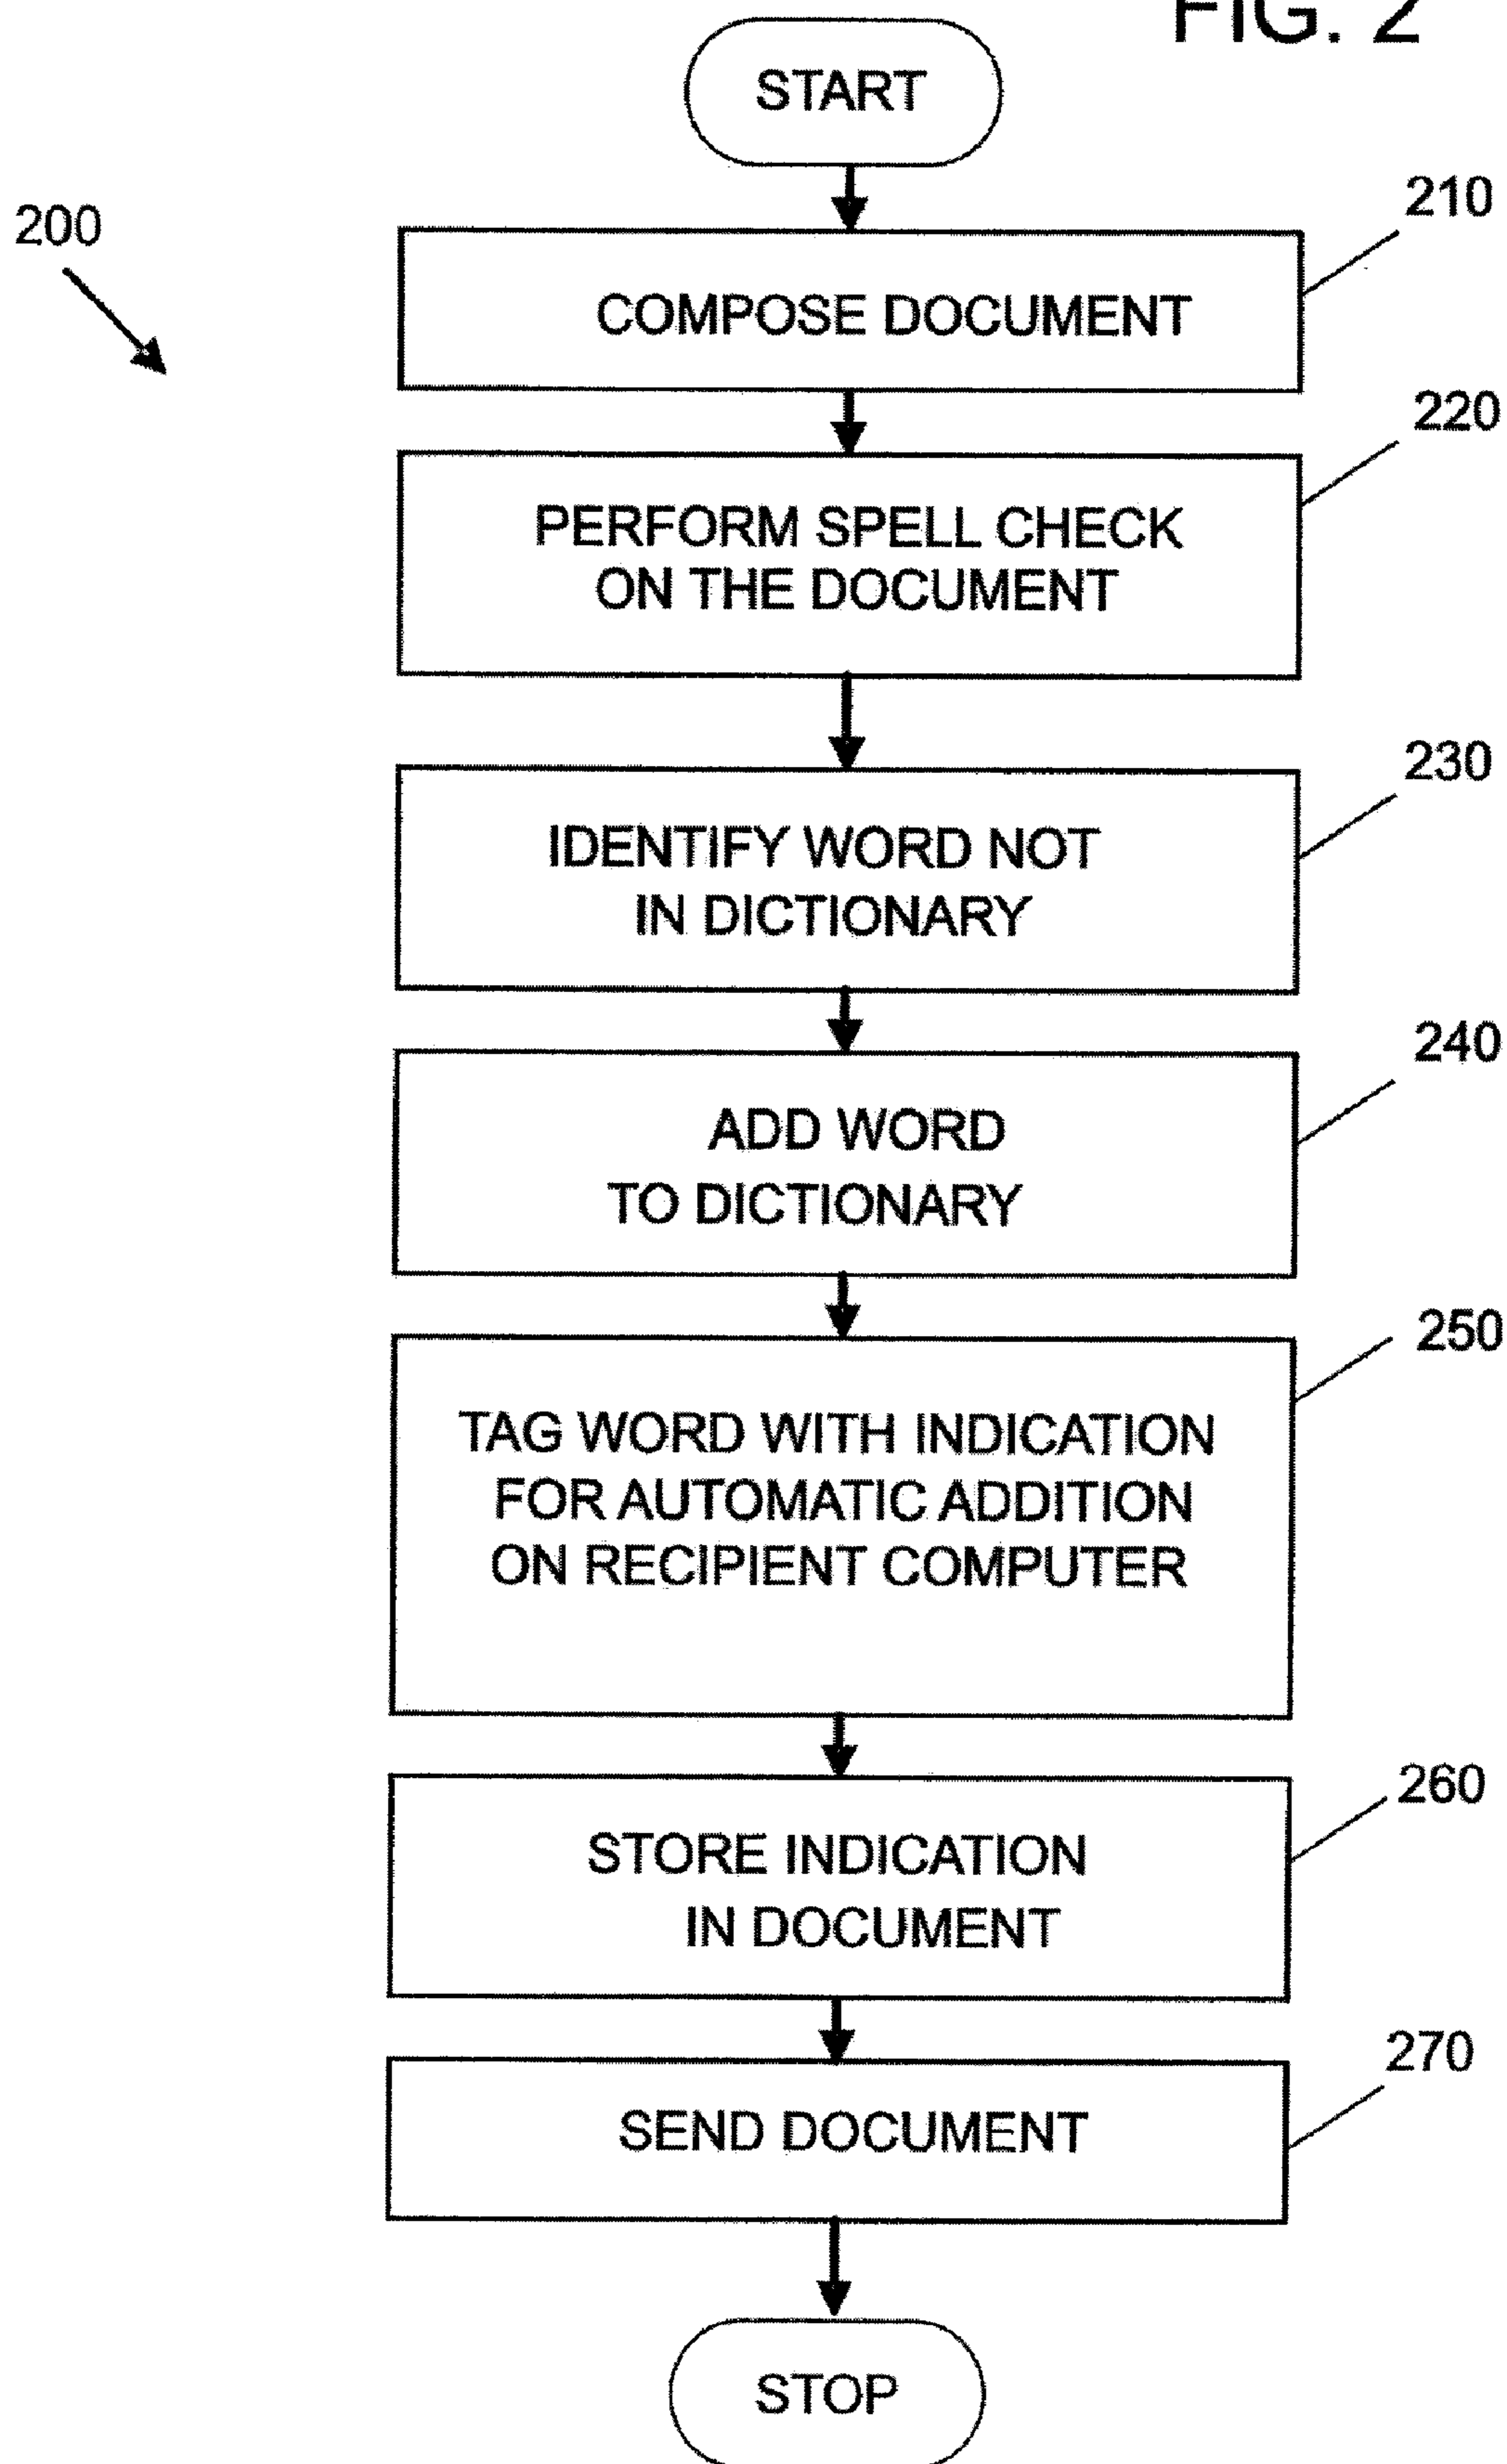 FIG. 2
START
200
210
COMPOSE DOCUMENT
220
PERFORM SPELL CHECK
ON THE DOCUMENT
230
IDENTIFY WORD NOT
IN DICTIONARY
240
ADD WORD
TO DICTIONARY
250
TAG WORD WITH INDICATION
FOR AUTOMATIC ADDITION
ON RECIPIENT COMPUTER
260
STORE INDICATION
IN DOCUMENT
270
SEND DOCUMENT
STOP